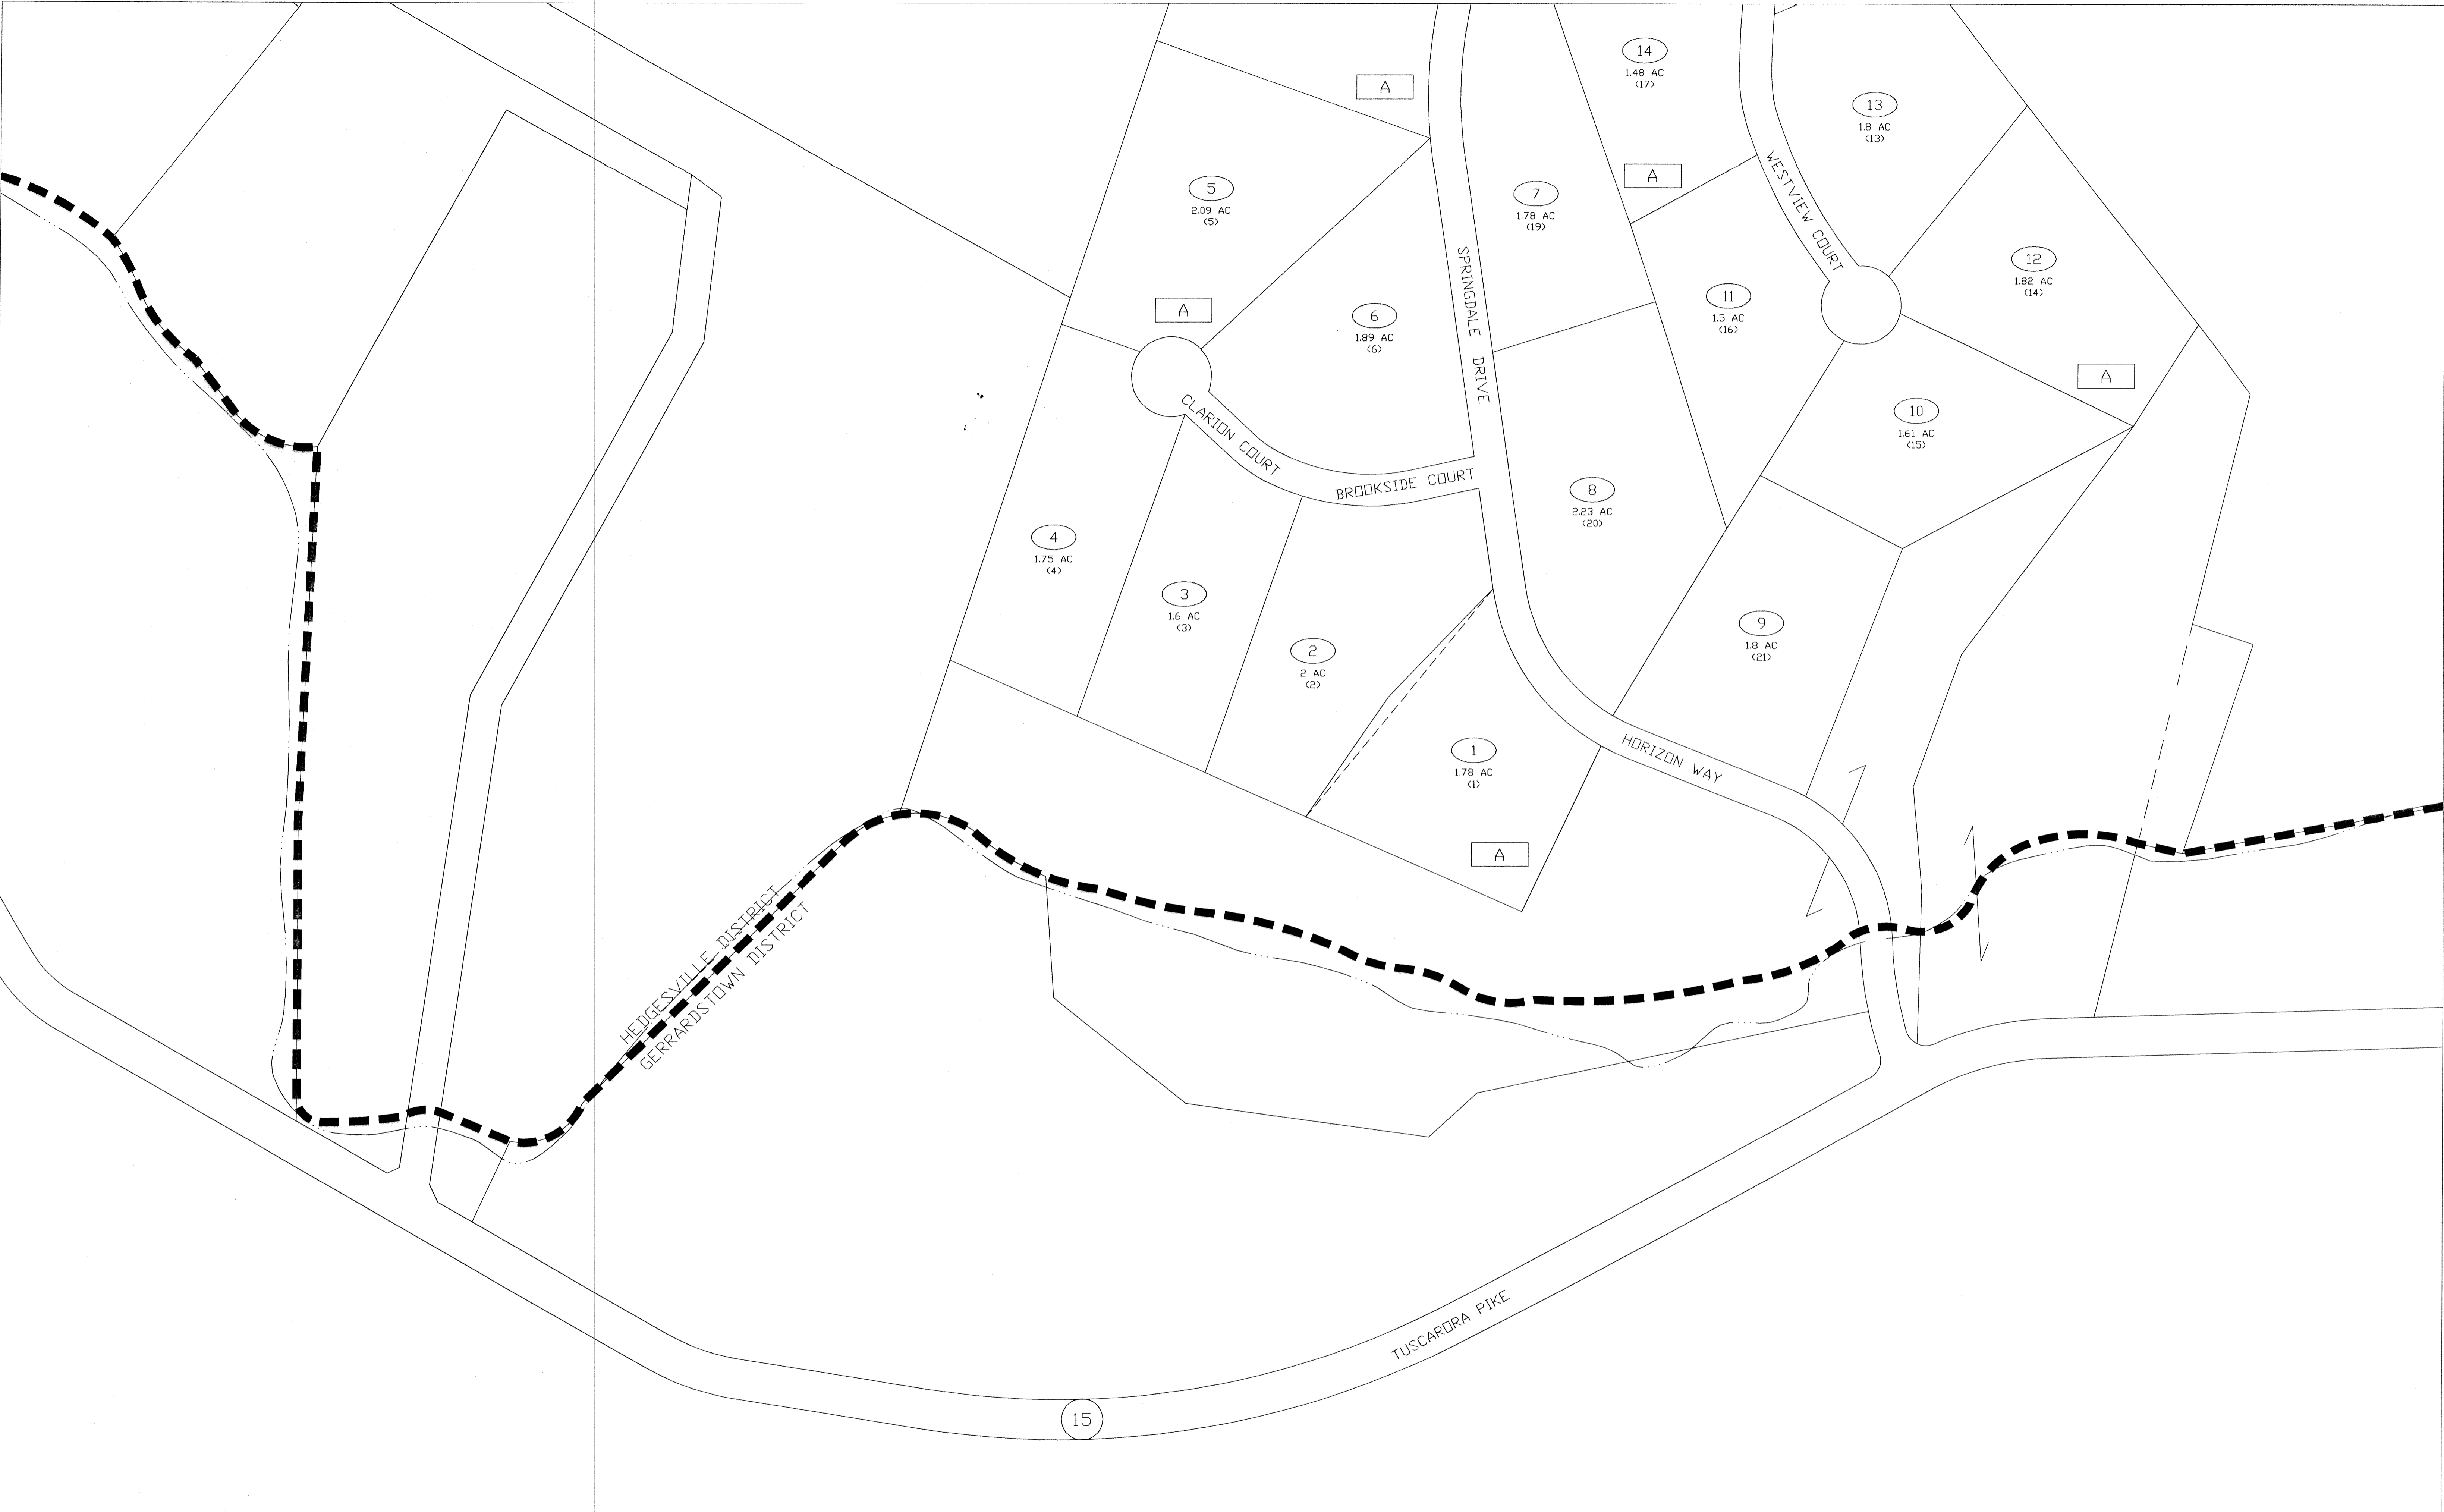 14
1.48 AC
(17)
A
13
1.8 AC
(13)
A
5
2.09 AC
(5)
7
1.78 AC
(19)
WESTVIEW COURT
12
1.82 AC
(14)
11
1.5 AC
(16)
A
6
1.89 AC
(6)
SPRINGDALE DRIVE
A
10
1.61 AC
(15)
CLARION COURT
BROOKSIDE COURT
8
2.23 AC
(20)
4
1.75 AC
(4)
3
1.6 AC
(3)
2
2 AC
(2)
9
1.8 AC
(21)
1
1.78 AC
(1)
HORIZON WAY
A
HEDGESVILLE DISTRICT
GERRARDSTOWN DISTRICT
TUSCARORA PIKE
15